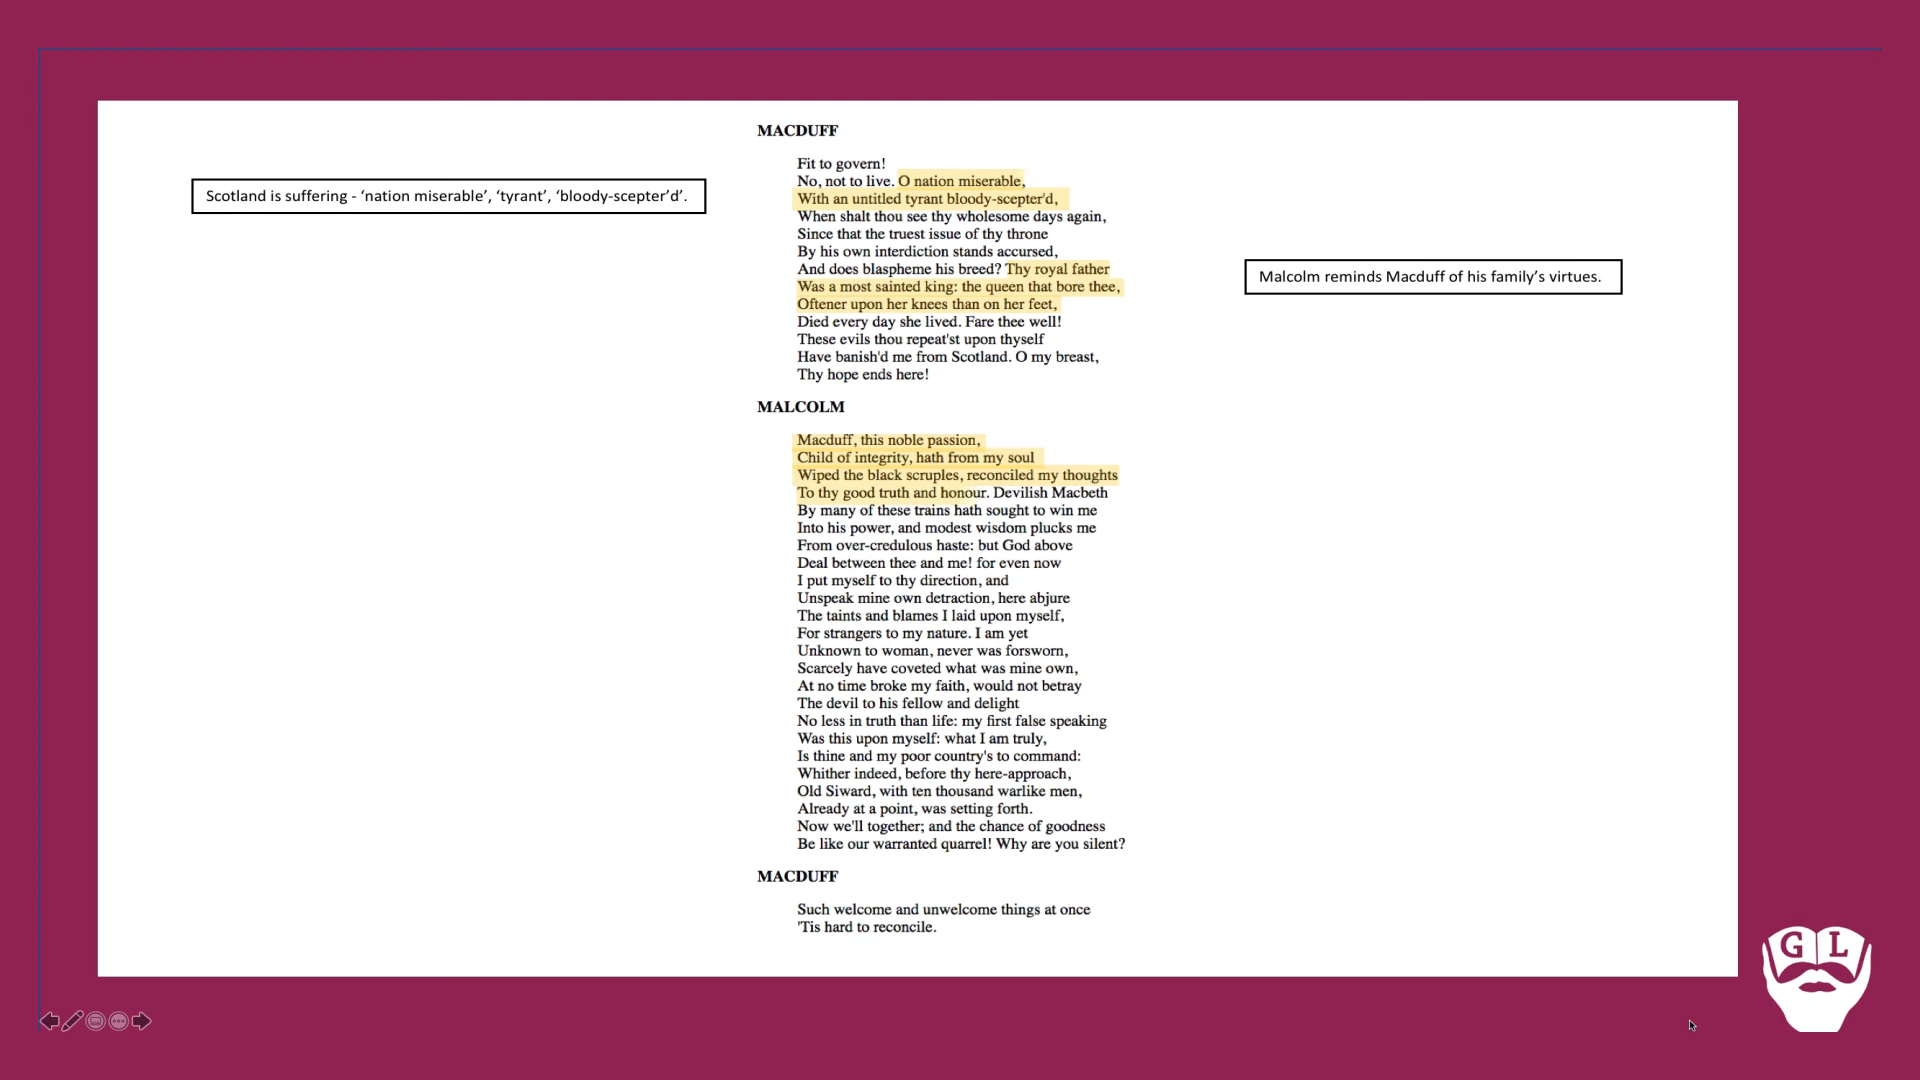 MACDUFF
Fit to govern!
No, not to live. O nation miserable,
With an untitled tyrant bloody-scepter'd,
When shalt thou see thy wholesome days again,
Since that the truest issue of thy throne
By his own interdiction stands accursed,
And does blaspheme his breed? Thy royal father
Was a most sainted king: the queen that bore thee,
Oftener upon her knees than on her feet,
Died every day she lived. Fare thee well!
These evils thou repeat'st upon thyself
Have banish'd me from Scotland. O my breast,
Thy hope ends here!
Scotland is suffering - ‘nation miserable’, ‘tyrant’, ‘bloody-scepter’d’.
Malcolm reminds Macduff of his family’s virtues.
MALCOLM
Macduff, this noble passion,
Child of integrity, hath from my soul
Wiped the black scruples, reconciled my thoughts
To thy good truth and honour. Devilish Macbeth
By many of these trains hath sought to win me
Into his power, and modest wisdom plucks me
From over-credulous haste: but God above
Deal between thee and me! for even now
I put myself to thy direction, and
Unspeak mine own detraction, here abjure
The taints and blames I laid upon myself,
For strangers to my nature. I am yet
Unknown to woman, never was forsworn,
Scarcely have coveted what was mine own,
At no time broke my faith, would not betray
The devil to his fellow and delight
No less in truth than life: my first false speaking
Was this upon myself: what I am truly,
Is thine and my poor country's to command:
Whither indeed, before thy here-approach,
Old Siward, with ten thousand warlike men,
Already at a point, was setting forth.
Now we'll together; and the chance of goodness
Be like our warranted quarrel! Why are you silent?
MACDUFF
Such welcome and unwelcome things at once
'Tis hard to reconcile.
G L